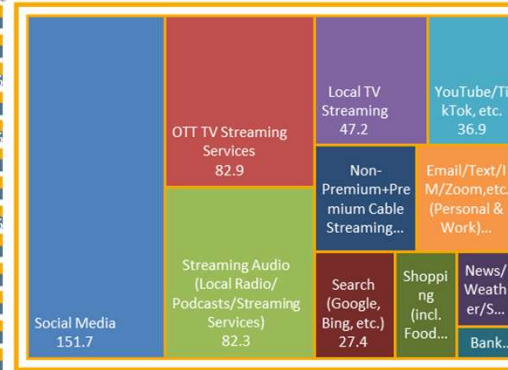 Social Media
151.7
OTT TV Streaming
Services
82.9
Streaming Audio
(Local Radio/
Podcasts/Streaming
Services)
82.3
Local TV
Streaming
47.2
YouTube/Ti
kTok, etc.
36.9
Non-
Premium+Pre
mium Cable
Streaming...
Email/Text/I
M/Zoom,etc.
(Personal &
Work)...
Search
(Google,
Bing, etc.)
27.4
Shoppi
ng
(incl.
Food...
News/
Weath
er/S...
Bank..